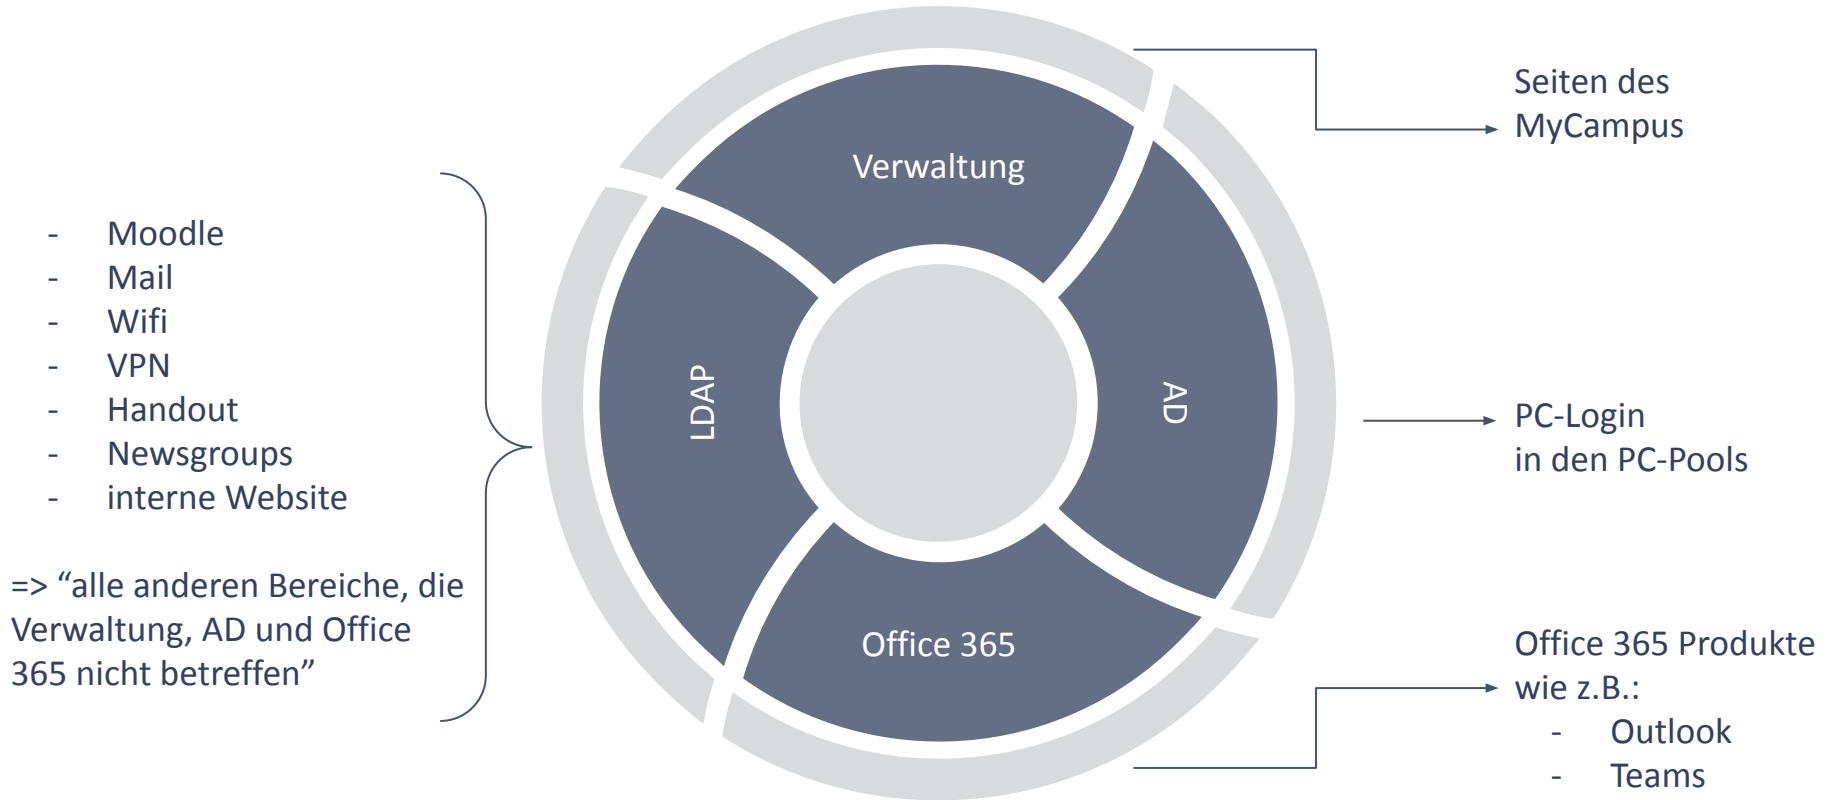 Seiten des
MyCampus
Verwaltung
- Moodle
- Mail
- Wifi
- VPN
- Handout
- Newsgroups
- interne Website
=> “alle anderen Bereiche, die
Verwaltung, AD und Office
365 nicht betreffen”
LDAP
AD
PC-Login
in den PC-Pools
Office 365
Office 365 Produkte
wie z.B.:
- Outlook
- Teams